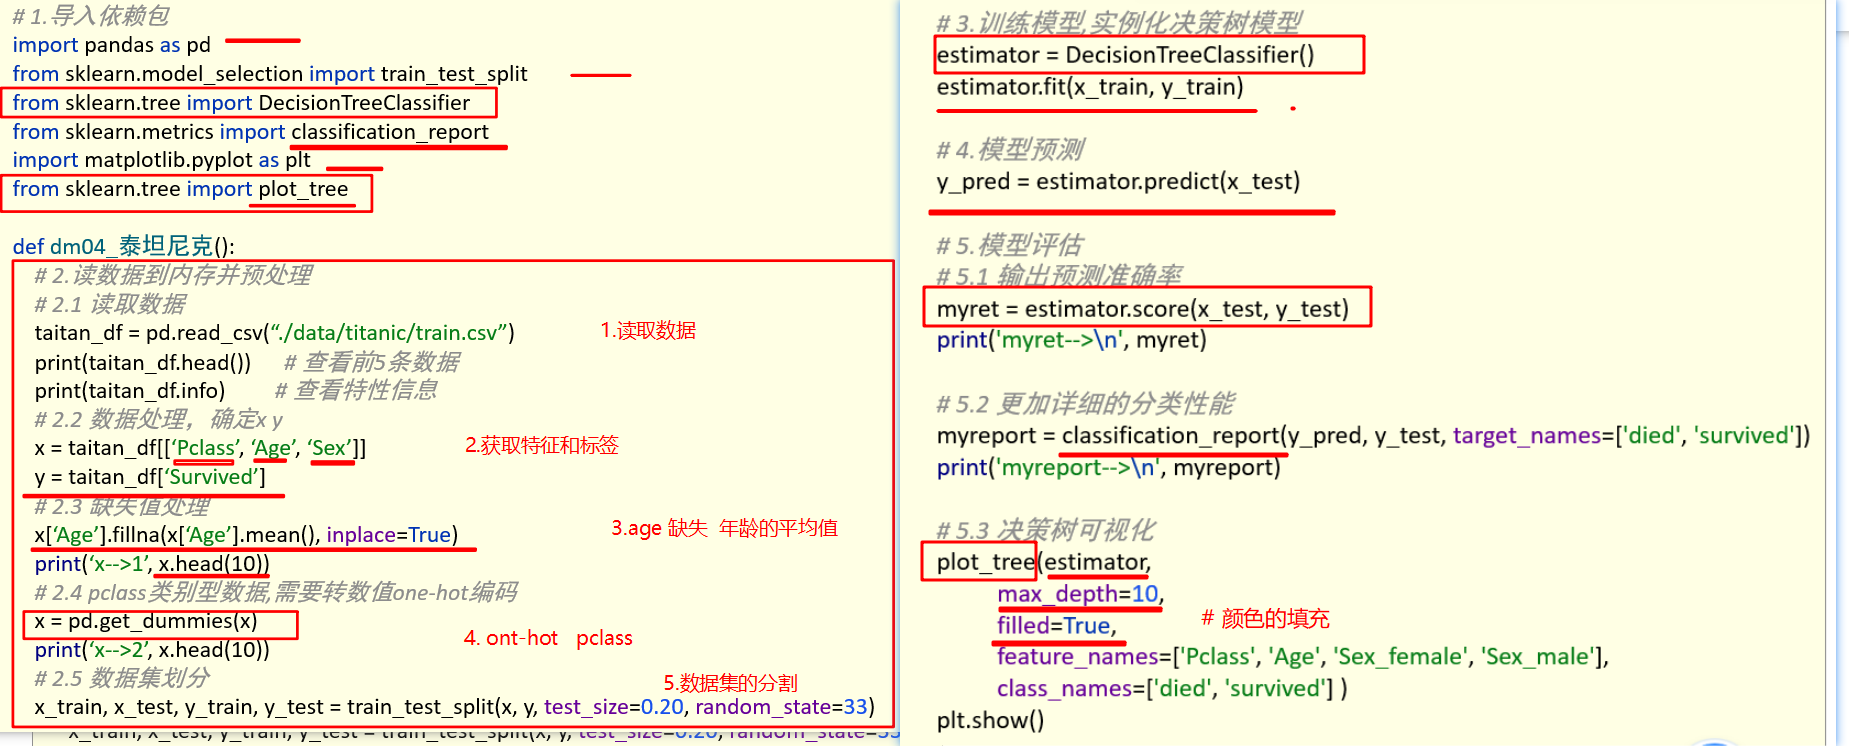 # 1.导入依赖包
import pandas as pd
from sklearn.model_selection import train_test_split
from sklearn.tree import DecisionTreeClassifier
from sklearn.metrics import classification_report
import matplotlib.pyplot as plt
from sklearn.tree import plot_tree
def dm04_泰坦尼克():
# 2.读数据到内存并预处理
# 2.1 读取数据
taitan_df = pd.read_csv(“./data/titanic/train.csv”) 1.读取数据
print(taitan_df.head()) # 查看前5条数据
print(taitan_df.info) # 查看特性信息
# 2.2 数据处理，确定x y
x = taitan_df[[‘Pclass’, ‘Age’, ‘Sex’]] 2.获取特征和标签
y = taitan_df[‘Survived’]
# 2.3 缺失值处理
x[‘Age’].fillna(x[‘Age’].mean(), inplace=True) 3.age 缺失 年龄的平均值
print(‘x-->1’, x.head(10))
# 2.4 pclass类别型数据,需要转数值one-hot编码
x = pd.get_dummies(x) 4. ont-hot pclass
print(‘x-->2’, x.head(10))
# 2.5 数据集划分 5.数据集的分割
x_train, x_test, y_train, y_test = train_test_split(x, y, test_size=0.20, random_state=33)
x_train, x_test, y_train, y_test = train_test_split(x, y, test_size=0.20, random_state=33
# 3.训练模型,实例化决策树模型
estimator = DecisionTreeClassifier()
estimator.fit(x_train, y_train)
# 4.模型预测
y_pred = estimator.predict(x_test)
# 5.模型评估
# 5.1 输出预测准确率
myret = estimator.score(x_test, y_test)
print('myret-->\n', myret)
# 5.2 更加详细的分类性能
myreport = classification_report(y_pred, y_test, target_names=['died', 'survived'])
print('myreport-->\n', myreport)
# 5.3 决策树可视化
plot_tree(estimator,
max_depth=10,
filled=True, # 颜色的填充
feature_names=['Pclass', 'Age', 'Sex_female', 'Sex_male'],
class_names=['died', 'survived'] )
plt.show()